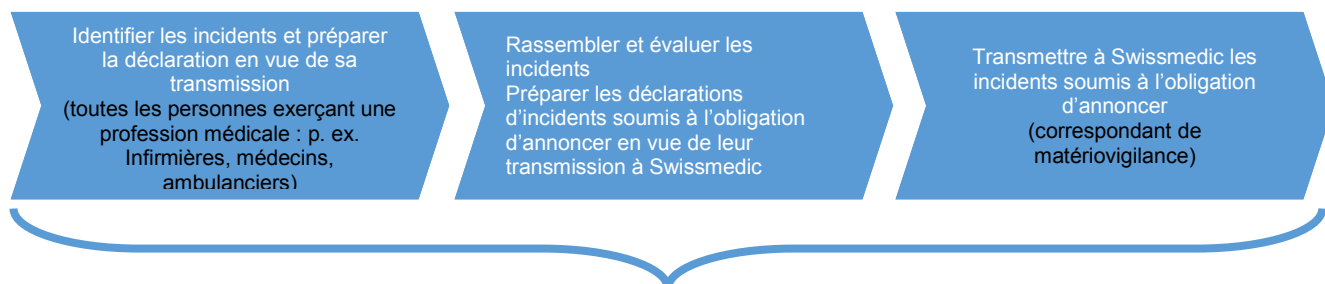 Identifier les incidents et préparer
la déclaration en vue de sa
transmission
(toutes les personnes exerçant une
profession médicale : p. ex.
Infirmières, médecins,
ambulanciers)
Rassembler et évaluer les
incidents
Préparer les déclarations
d'incidents soumis à l'obligation
d'annoncer en vue de leur
transmission à Swissmedic
Transmettre à Swissmedic les
incidents soumis à l'obligation
d'annoncer
(correspondant de
matériovigilance)